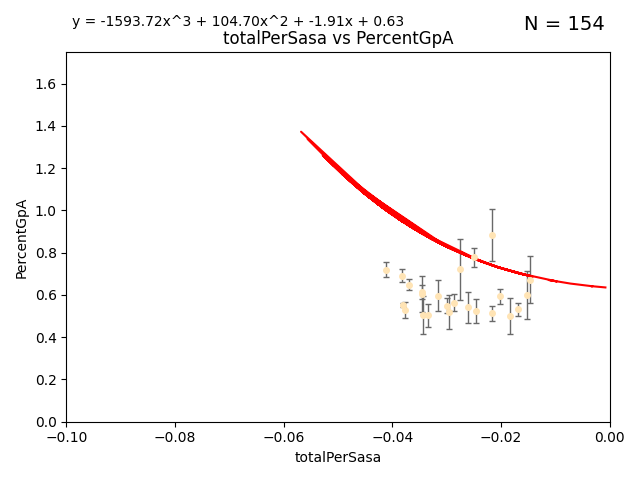 y = -1593.72x^3 + 104.70x^2 + -1.91x + 0.63
N = 154
totalPerSasa vs PercentGpA
1.6
1.4
1.2
1.0
0.8
0.6
0.4
0.2
0.0
PercentGpA
−0.10 −0.08 −0.06 −0.04 −0.02 0.00
totalPerSasa